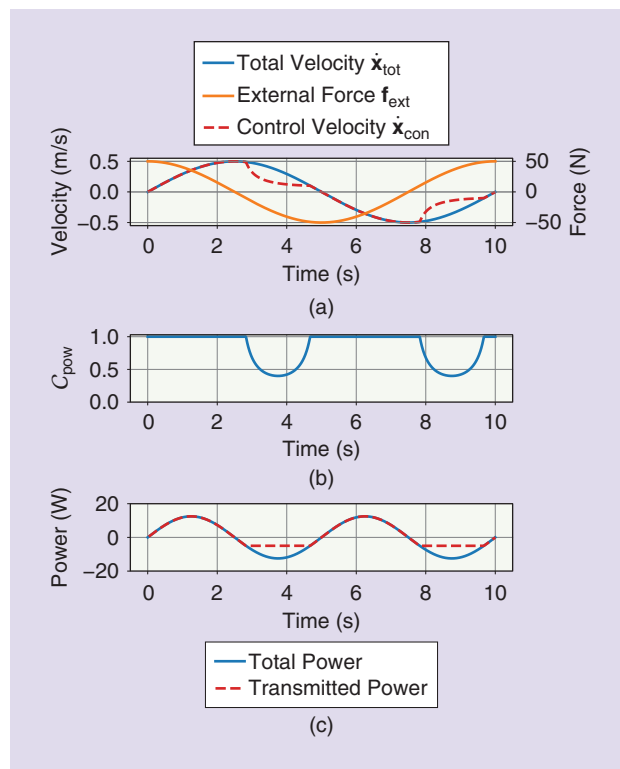 Total Velocity ẋtot
External Force fext
Control Velocity ẋcon
Velocity (m/s)
0.5
0.0
−0.5
50
0
−50
Force (N)
0 2 4 6 8 10
Time (s)
(a)
Cpow
1.0
0.5
0.0
0 2 4 6 8 10
Time (s)
(b)
Power (W)
20
0
−20
0 2 4 6 8 10
Time (s)
Total Power
Transmitted Power
(c)